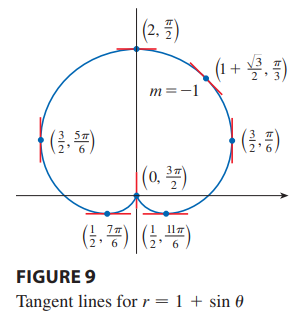 (2, π/2)
(1 + √3/2, π/3)
m = −1
(3/2, 5π/6)
(3/2, π/6)
(0, 3π/2)
(1/2, 7π/6) (1/2, 11π/6)
FIGURE 9
Tangent lines for r = 1 + sin θ